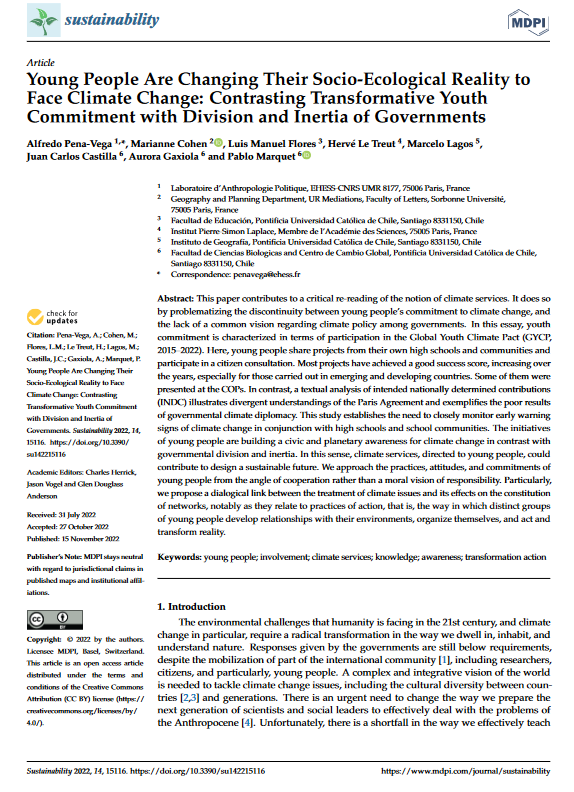 sustainability
MDPI
Article
Young People Are Changing Their Socio-Ecological Reality to
Face Climate Change: Contrasting Transformative Youth
Commitment with Division and Inertia of Governments
Alfredo Pena-Vega 1,*, Marianne Cohen 2, Luis Manuel Flores 3, Hervé Le Treut 4, Marcelo Lagos 5,
Juan Carlos Castilla 6, Aurora Gaxiola 6 and Pablo Marquet 6
1 Laboratoire d'Anthropologie Politique, EHESS-CNRS UMR 8177, 75006 Paris, France
2 Geography and Planning Department, UR Mediations, Faculty of Letters, Sorbonne Université,
75005 Paris, France
3 Facultad de Educación, Pontificia Universidad Católica de Chile, Santiago 8331150, Chile
4 Institut Pierre-Simon Laplace, Membre de l'Académie des Sciences, 75005 Paris, France
5 Instituto de Geografía, Pontificia Universidad Católica de Chile, Santiago 8331150, Chile
6 Facultad de Ciencias Biologicas and Centro de Cambio Global, Pontificia Universidad Católica de Chile,
Santiago 8331150, Chile
* Correspondence: penavega@ehess.fr
Abstract: This paper contributes to a critical re-reading of the notion of climate services. It does so
by problematizing the discontinuity between young people's commitment to climate change, and
the lack of a common vision regarding climate policy among governments. In this essay, youth
commitment is characterized in terms of participation in the Global Youth Climate Pact (GYCP,
2015–2022). Here, young people share projects from their own high schools and communities and
participate in a citizen consultation. Most projects have achieved a good success score, increasing over
the years, especially for those carried out in emerging and developing countries. Some of them were
presented at the COPs. In contrast, a textual analysis of intended nationally determined contributions
(INDC) illustrates divergent understandings of the Paris Agreement and exemplifies the poor results
of governmental climate diplomacy. This study establishes the need to closely monitor early warning
signs of climate change in conjunction with high schools and school communities. The initiatives
of young people are building a civic and planetary awareness for climate change in contrast with
governmental division and inertia. In this sense, climate services, directed to young people, could
contribute to design a sustainable future. We approach the practices, attitudes, and commitments of
young people from the angle of cooperation rather than a moral vision of responsibility. Particularly,
we propose a dialogical link between the treatment of climate issues and its effects on the constitution
of networks, notably as they relate to practices of action, that is, the way in which distinct groups
of young people develop relationships with their environments, organize themselves, and act and
transform reality.
Keywords: young people; involvement; climate services; knowledge; awareness; transformation action
check for
updates
Citation: Pena-Vega, A.; Cohen, M.;
Flores, L.M.; Le Treut, H.; Lagos, M.;
Castilla, J.C.; Gaxiola, A.; Marquet, P.
Young People Are Changing Their
Socio-Ecological Reality to Face
Climate Change: Contrasting
Transformative Youth Commitment
with Division and Inertia of
Governments. Sustainability 2022, 14,
15116. https://doi.org/10.3390/
su142215116
Academic Editors: Charles Herrick,
Jason Vogel and Glen Douglass
Anderson
Received: 31 July 2022
Accepted: 27 October 2022
Published: 15 November 2022
Publisher's Note: MDPI stays neutral
with regard to jurisdictional claims in
published maps and institutional affil-
iations.
CC BY
Copyright: © 2022 by the authors.
Licensee MDPI, Basel, Switzerland.
This article is an open access article
distributed under the terms and
conditions of the Creative Commons
Attribution (CC BY) license (https://
creativecommons.org/licenses/by/
4.0/).
1. Introduction
The environmental challenges that humanity is facing in the 21st century, and climate
change in particular, require a radical transformation in the way we dwell in, inhabit, and
understand nature. Responses given by the governments are still below requirements,
despite the mobilization of part of the international community [1], including researchers,
citizens, and particularly, young people. A complex and integrative vision of the world
is needed to tackle climate change issues, including the cultural diversity between coun-
tries [2,3] and generations. There is an urgent need to change the way we prepare the
next generation of scientists and social leaders to effectively deal with the problems of
the Anthropocene [4]. Unfortunately, there is a shortfall in the way we effectively teach
Sustainability 2022, 14, 15116. https://doi.org/10.3390/su142215116
https://www.mdpi.com/journal/sustainability